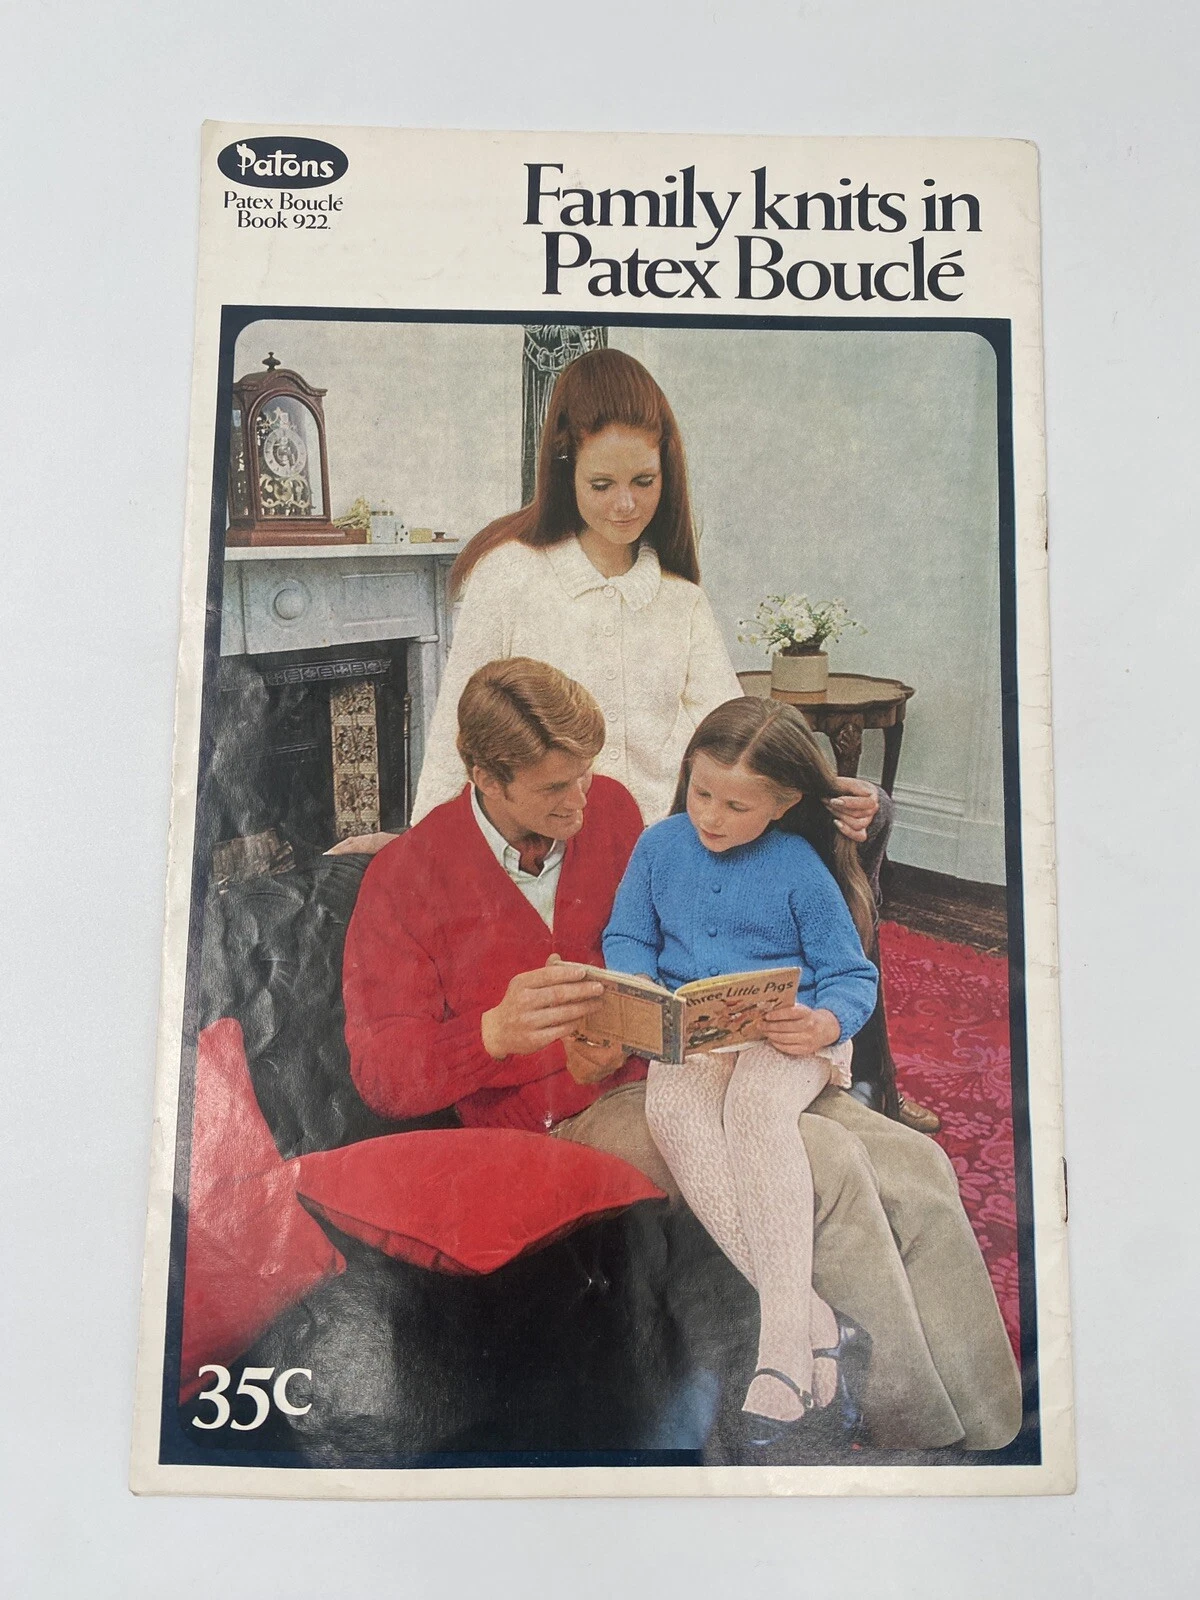 Patons
Patex Bouclé
Book 922.
Family knits in
Patex Bouclé
Three Little Pigs
35c